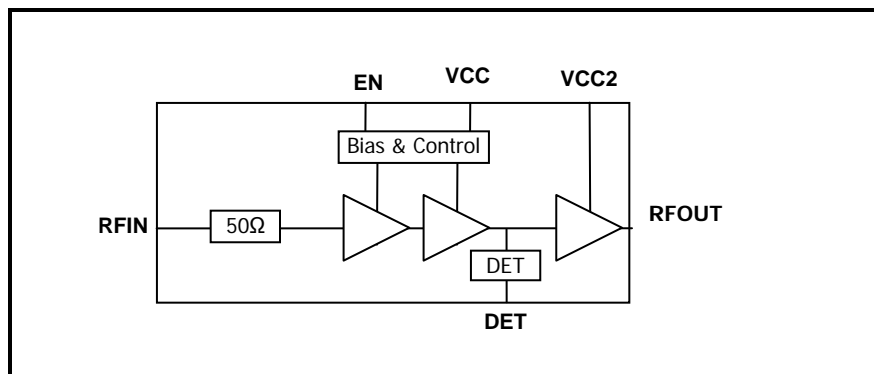 EN
VCC
VCC2
Bias & Control
RFIN
50Ω
RFOUT
DET
DET